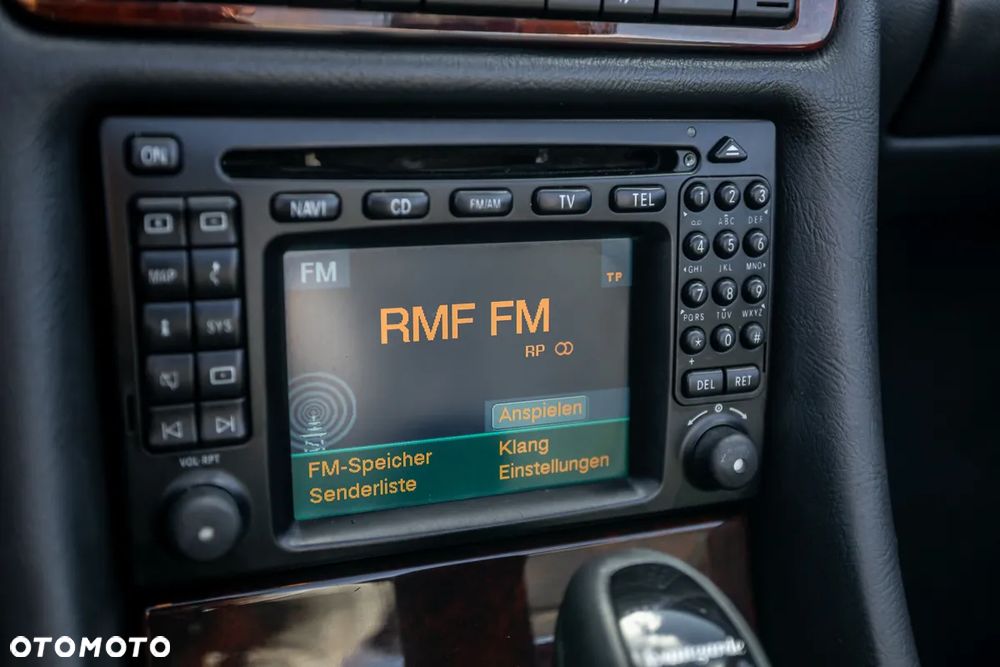 ON
NAVI
CD
FM/AM
TV
TEL
MAP
SYS
VOL-RPT
1
2
3
ABC
DEF
4
5
6
GHI
JKL
MNO
7
8
9
PQRS
TUV
WXYZ
*
0
#
+
DEL
RET
FM
TP
RMF FM
RP
Anspielen
FM-Speicher
Klang
Senderliste
Einstellungen
Avantgarde
OTOMOTO